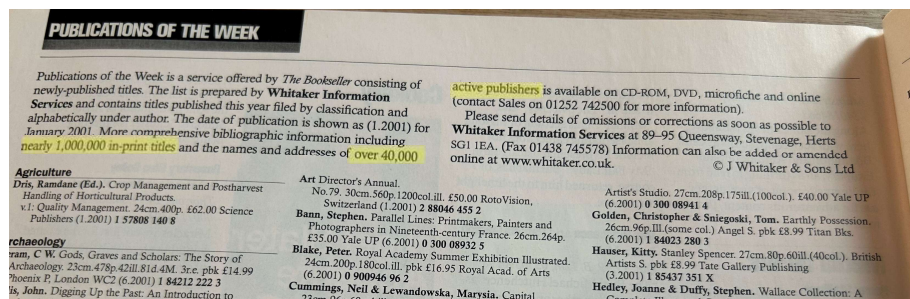 PUBLICATIONS OF THE WEEK
Publications of the Week is a service offered by The Bookseller consisting of
newly-published titles. The list is prepared by Whitaker Information
Services and contains titles published this year filed by classification and
alphabetically under author. The date of publication is shown as (1.2001) for
January 2001. More comprehensive bibliographic information including
nearly 1,000,000 in-print titles and the names and addresses of over 40,000
active publishers is available on CD-ROM, DVD, microfiche and online
(contact Sales on 01252 742500 for more information).
Please send details of omissions or corrections as soon as possible to
Whitaker Information Services at 89–95 Queensway, Stevenage, Herts
SG1 1EA. (Fax 01438 745578) Information can also be added or amended
online at www.whitaker.co.uk.
© J Whitaker & Sons Ltd
Agriculture
Dris, Ramdane (Ed.). Crop Management and Postharvest
Handling of Horticultural Products.
v.1: Quality Management. 24cm.400p. £62.00 Science
Publishers (1.2001) 1 57808 140 8
rchaeology
ram, C W. Gods, Graves and Scholars: The Story of
Archaeology. 23cm.478p.42ill.81d.4M. 3r.e. pbk £14.99
Phoenix P, London WC2 (6.2001) 1 84212 222 3
is, John. Digging Up the Past: An Introduction to
Art Director's Annual.
No.79. 30cm.560p.1200col.ill. £50.00 RotoVision,
Switzerland (1.2001) 2 88046 455 2
Bann, Stephen. Parallel Lines: Printmakers, Painters and
Photographers in Nineteenth-century France. 26cm.264p.
£35.00 Yale UP (6.2001) 0 300 08932 5
Blake, Peter. Royal Academy Summer Exhibition Illustrated.
24cm.200p.180col.ill. pbk £16.95 Royal Acad. of Arts
(6.2001) 0 900946 96 2
Cummings, Neil & Lewandowska, Marysia. Capital
Artist's Studio. 27cm.208p.175ill.(100col.). £40.00 Yale UP
(6.2001) 0 300 08941 4
Golden, Christopher & Sniegoski, Tom. Earthly Possession.
26cm.96p.Ill.(some col.) Angel S. pbk £8.99 Titan Bks.
(6.2001) 1 84023 280 3
Hauser, Kitty. Stanley Spencer. 27cm.80p.60ill.(40col.). British
Artists S. pbk £8.99 Tate Gallery Publishing
(3.2001) 1 85437 351 X
Hedley, Joanne & Duffy, Stephen. Wallace Collection: A